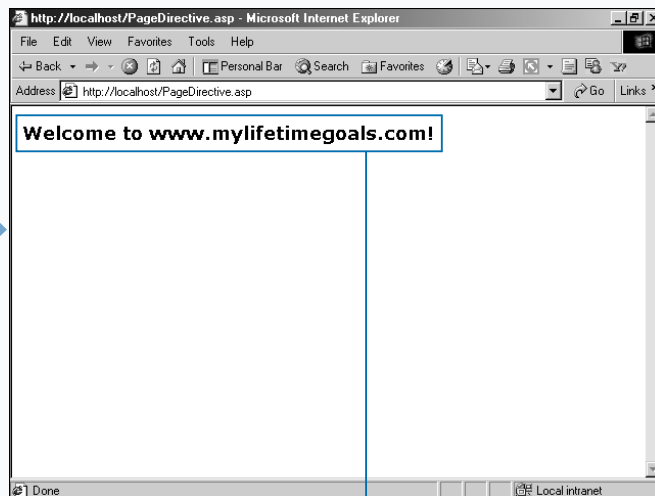 http://localhost/PageDirective.asp - Microsoft Internet Explorer
File Edit View Favorites Tools Help
Back Personal Bar Search Favorites
Address http://localhost/PageDirective.asp Go Links
Welcome to www.mylifetimegoals.com!
Done Local intranet